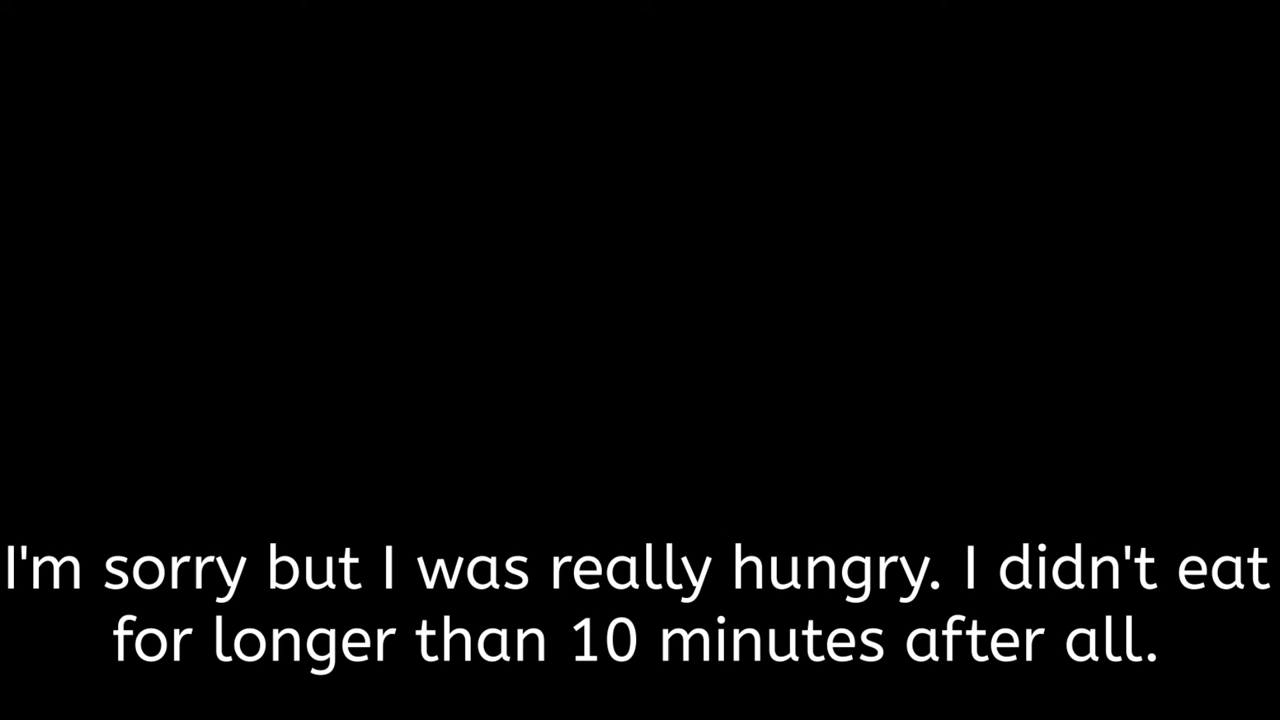 I'm sorry but I was really hungry. I didn't eat
for longer than 10 minutes after all.